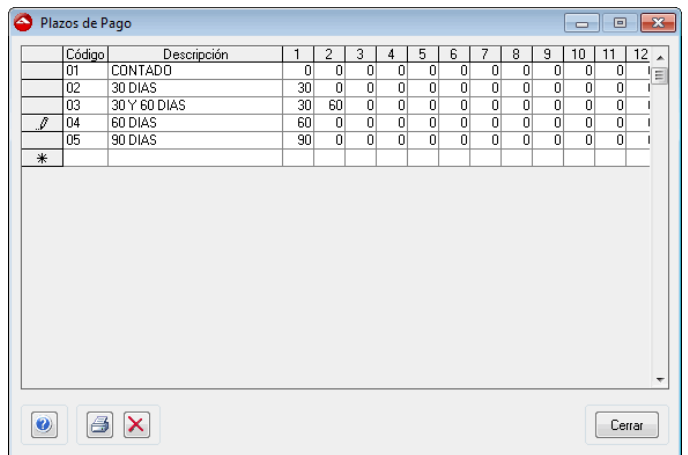 Plazos de Pago
Código Descripción 1 2 3 4 5 6 7 8 9 10 11 12
01 CONTADO 0 0 0 0 0 0 0 0 0 0 0
02 30 DIAS 30 0 0 0 0 0 0 0 0 0 0
03 30 Y 60 DIAS 30 60 0 0 0 0 0 0 0 0 0
04 60 DIAS 60 0 0 0 0 0 0 0 0 0 0
05 90 DIAS 90 0 0 0 0 0 0 0 0 0 0
Cerrar